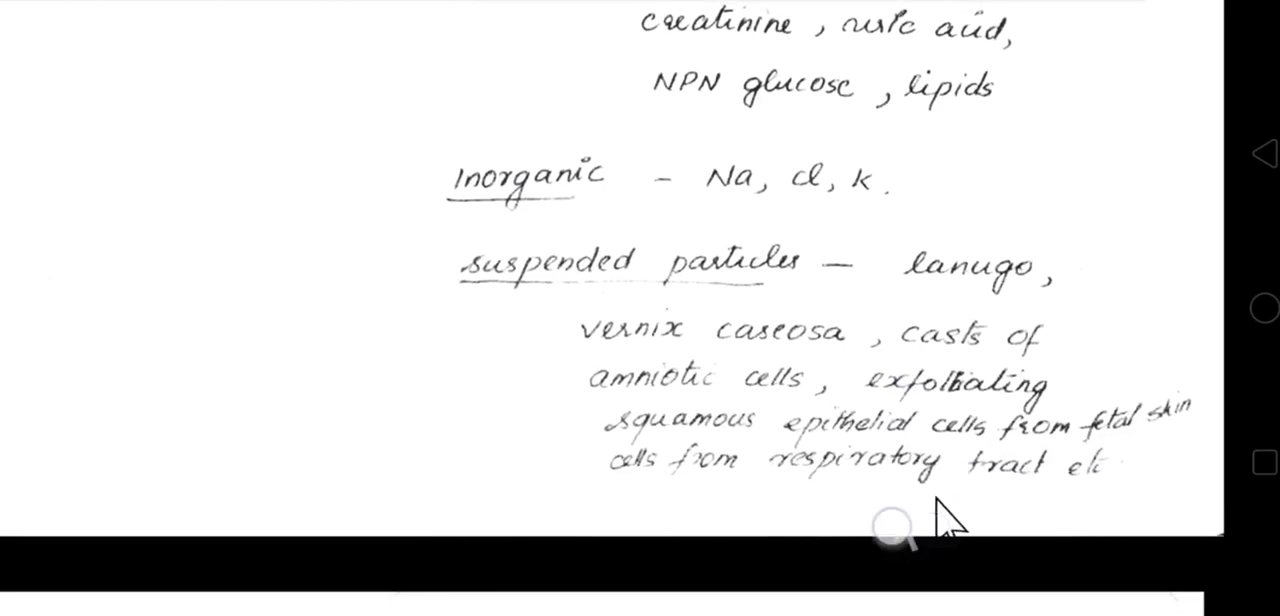 creatinine, uric acid,
NPN glucose, lipids
Inorganic - Na, Cl, K.
suspended particles - lanugo,
vernix caseosa, casts of
amniotic cells, exfoliating
squamous epithelial cells from fetal skin
cells from respiratory tract etc